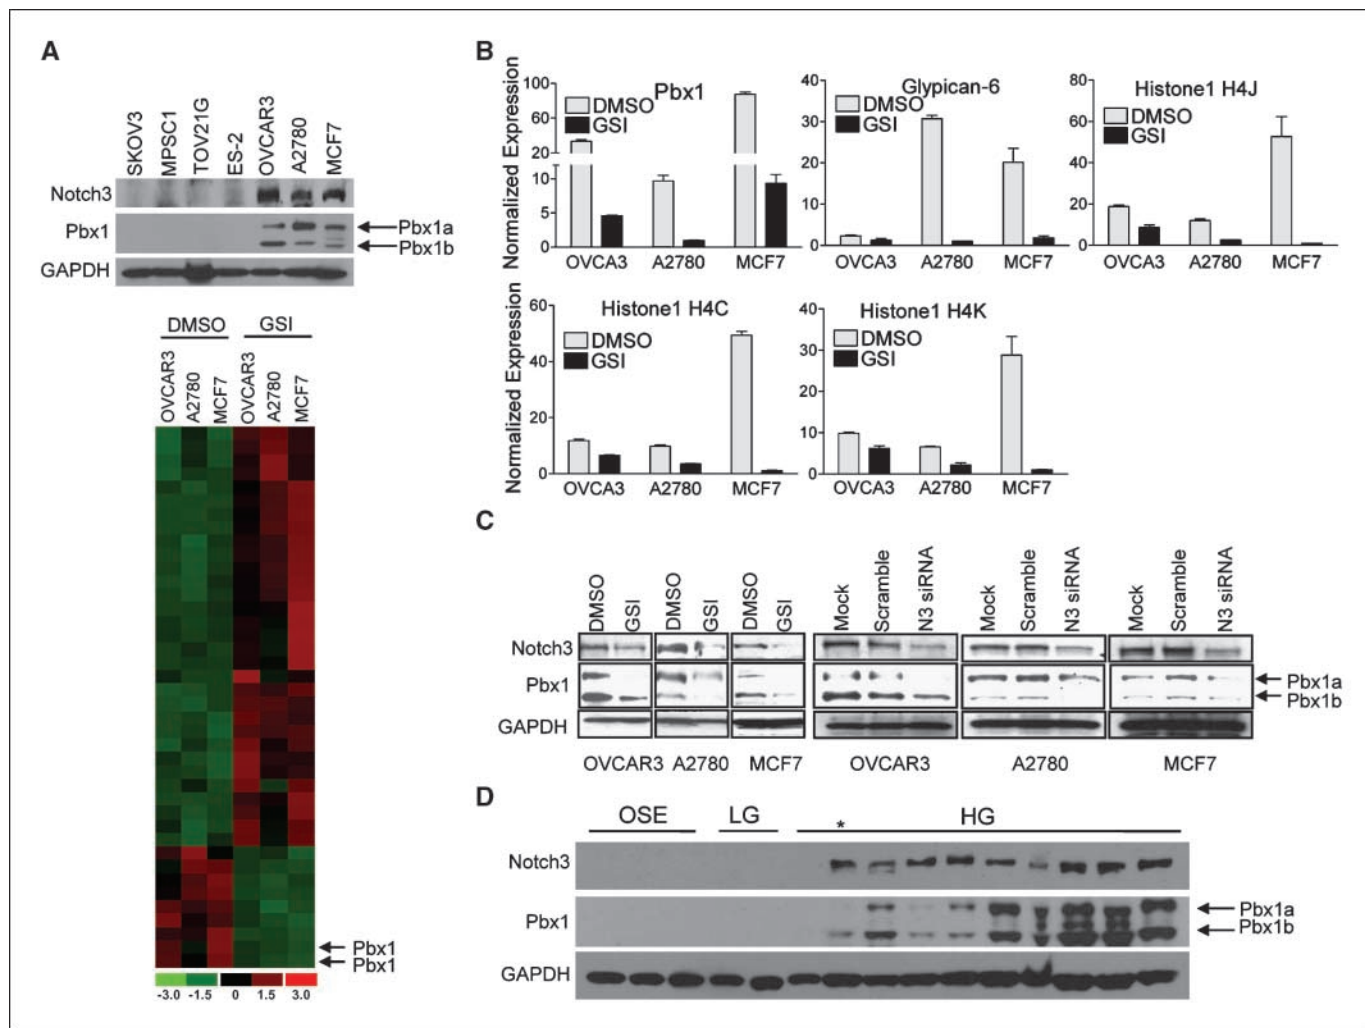 A
SKOV3 MPSC1 TOV21G ES-2 OVCAR3 A2780 MCF7
Notch3
Pbx1
Pbx1a
Pbx1b
GAPDH
DMSO GSI
OVCAR3 A2780 MCF7 OVCAR3 A2780 MCF7
Pbx1
Pbx1
-3.0 -1.5 0 1.5 3.0
B
Normalized Expression
100
80
60
40
20
10
5
0
Pbx1
DMSO
GSI
OVCA3 A2780 MCF7
40
30
20
10
0
Glypican-6
DMSO
GSI
OVCA3 A2780 MCF7
80
60
40
20
0
Histone1 H4J
DMSO
GSI
OVCA3 A2780 MCF7
Normalized Expression
60
40
20
0
Histone1 H4C
DMSO
GSI
OVCA3 A2780 MCF7
40
30
20
10
0
Histone1 H4K
DMSO
GSI
OVCA3 A2780 MCF7
C
DMSO GSI DMSO GSI DMSO GSI Mock Scramble N3 siRNA Mock Scramble N3 siRNA Mock Scramble N3 siRNA
Notch3
Pbx1
Pbx1a
Pbx1b
GAPDH
OVCAR3 A2780 MCF7 OVCAR3 A2780 MCF7
D
OSE LG * HG
Notch3
Pbx1
Pbx1a
Pbx1b
GAPDH